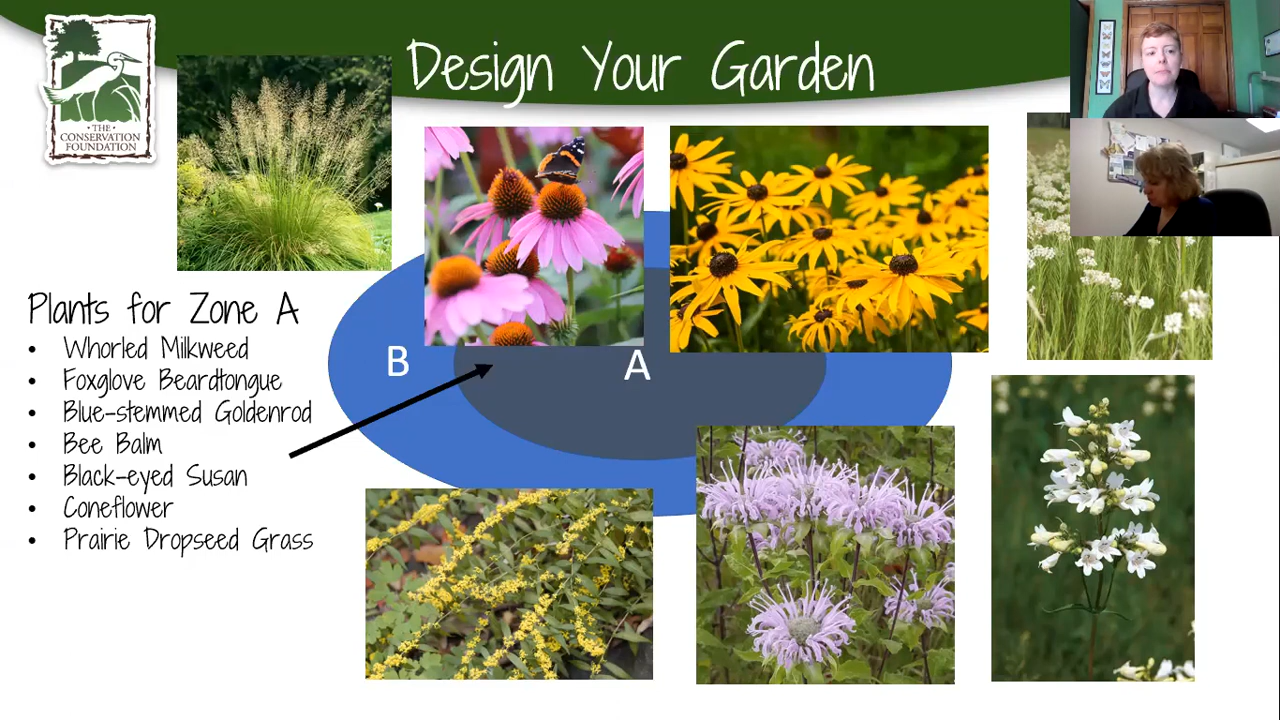 Design Your Garden
• THE •
CONSERVATION
FOUNDATION
Plants for Zone A
• Whorled Milkweed
• Foxglove Beardtongue
• Blue-stemmed Goldenrod
• Bee Balm
• Black-eyed Susan
• Coneflower
• Prairie Dropseed Grass
B
A